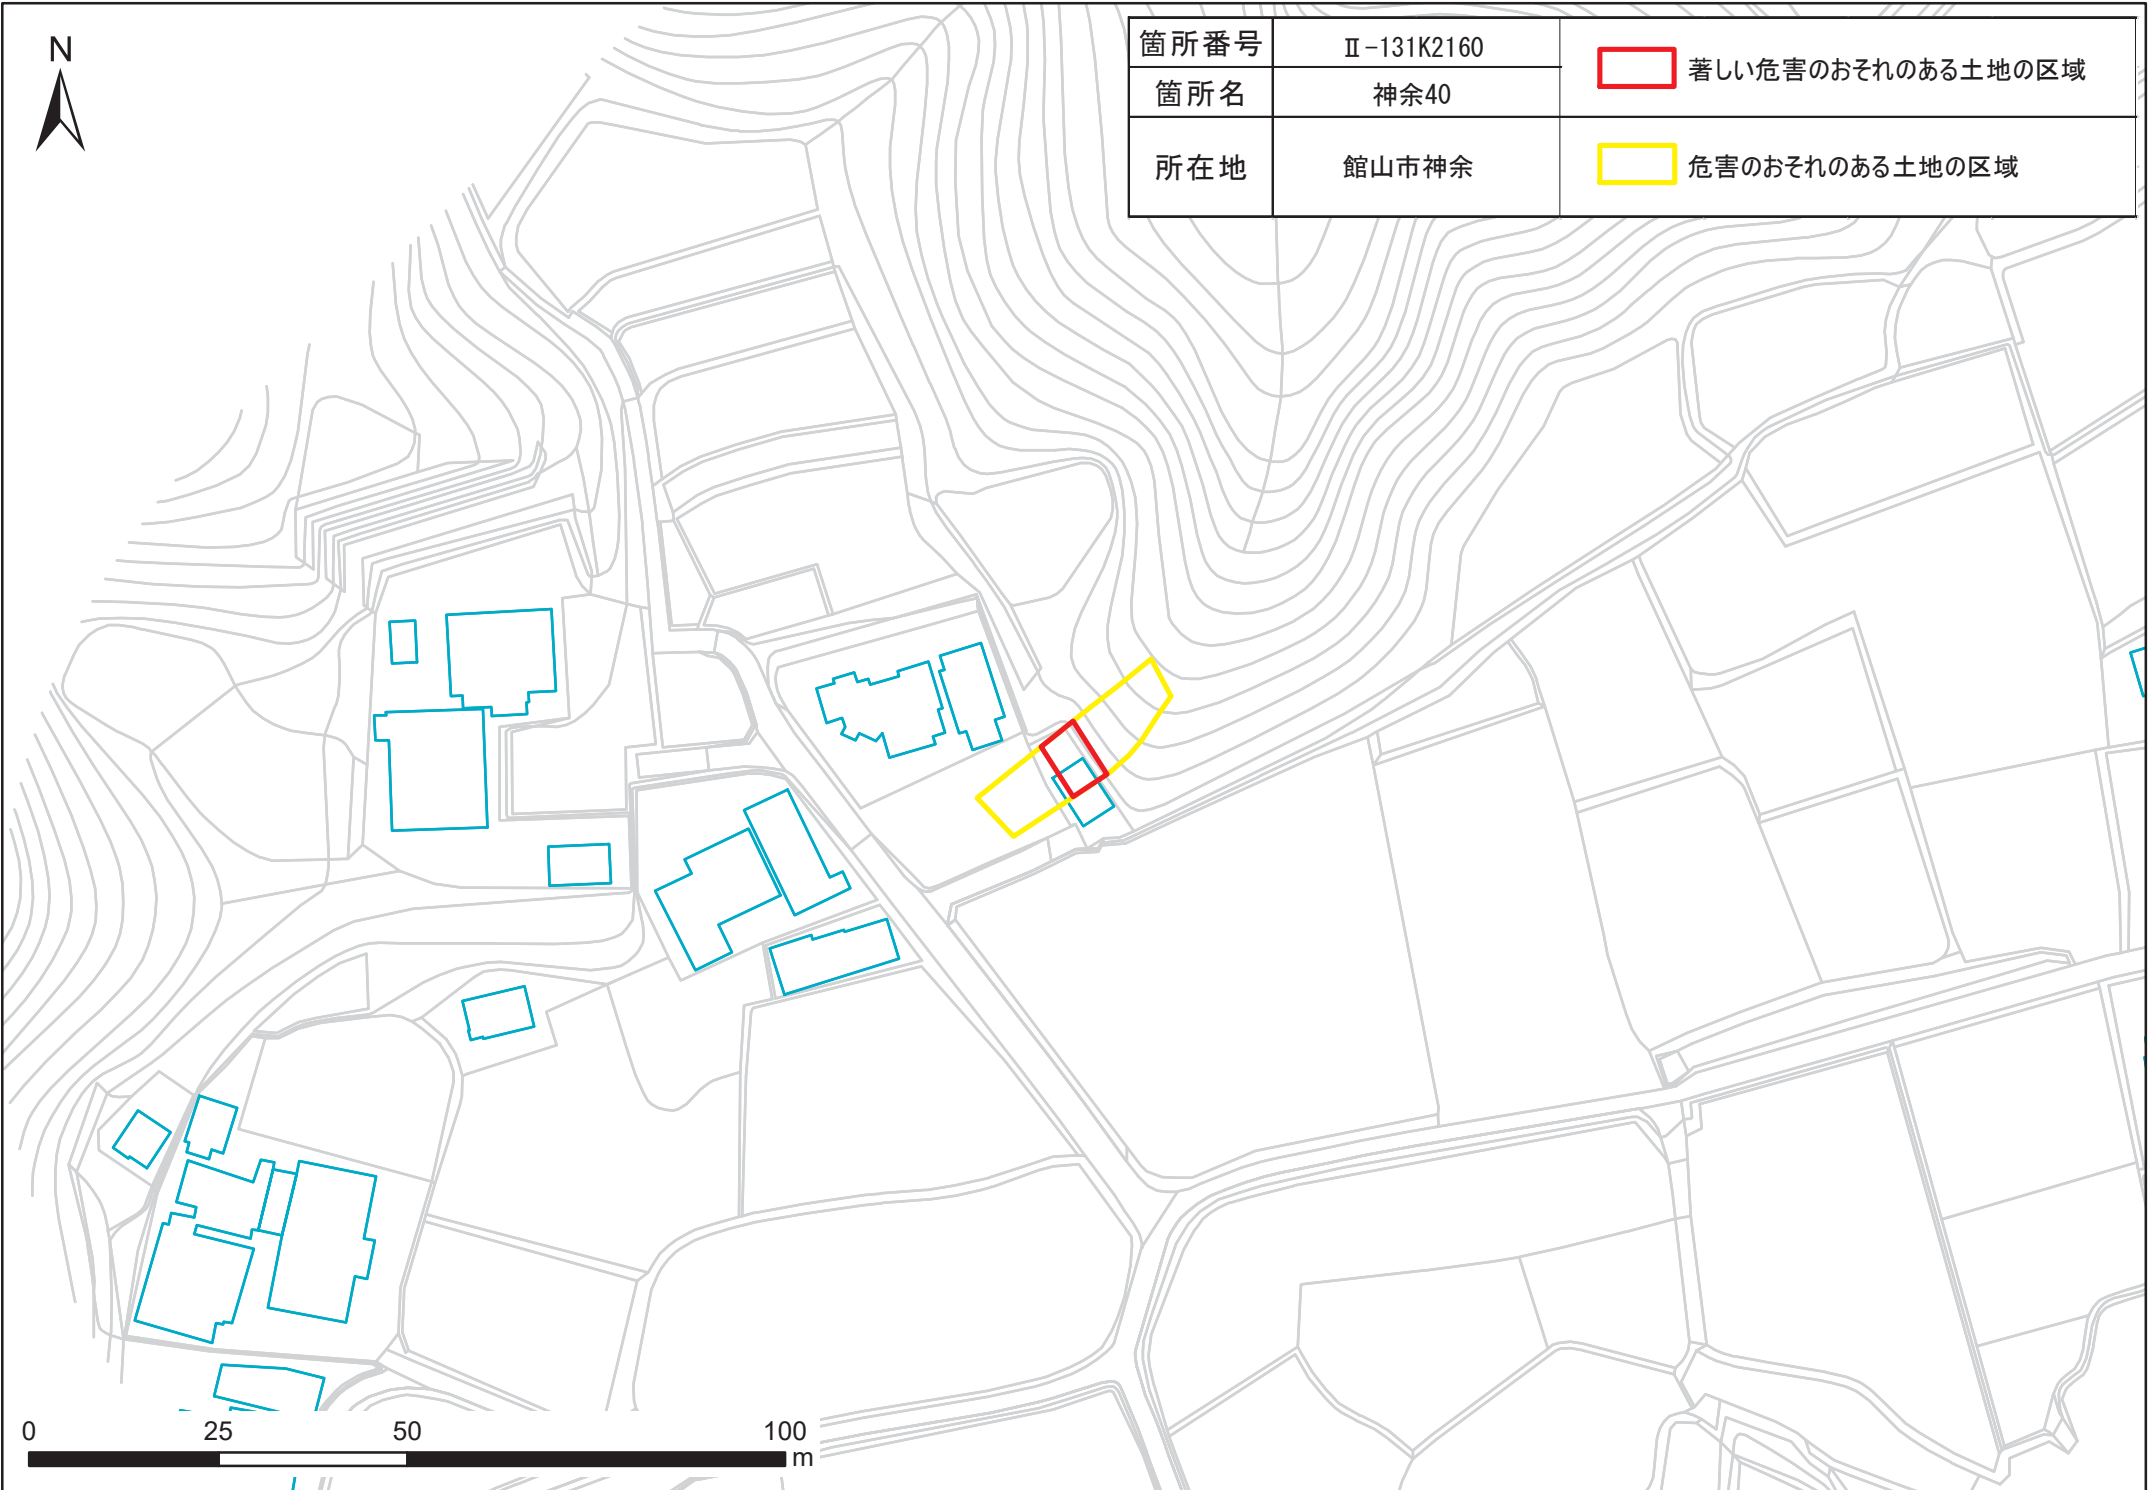 N
箇所番号
Ⅱ-131K2160
箇所名
神余40
所在地
館山市神余
著しい危害のおそれのある土地の区域
危害のおそれのある土地の区域
0 25 50 100
m